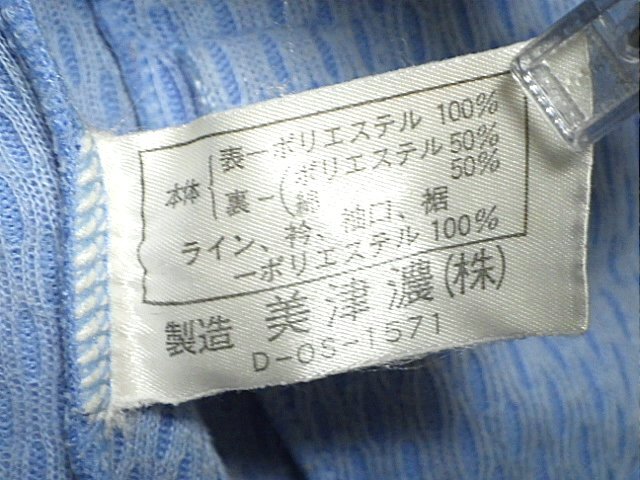 本体 表ーポリエステル 100%
裏ー ポリエステル 50%
綿 50%
ライン、衿、袖口、裾
ーポリエステル 100%
製造 美津濃(株)
D-OS-1571